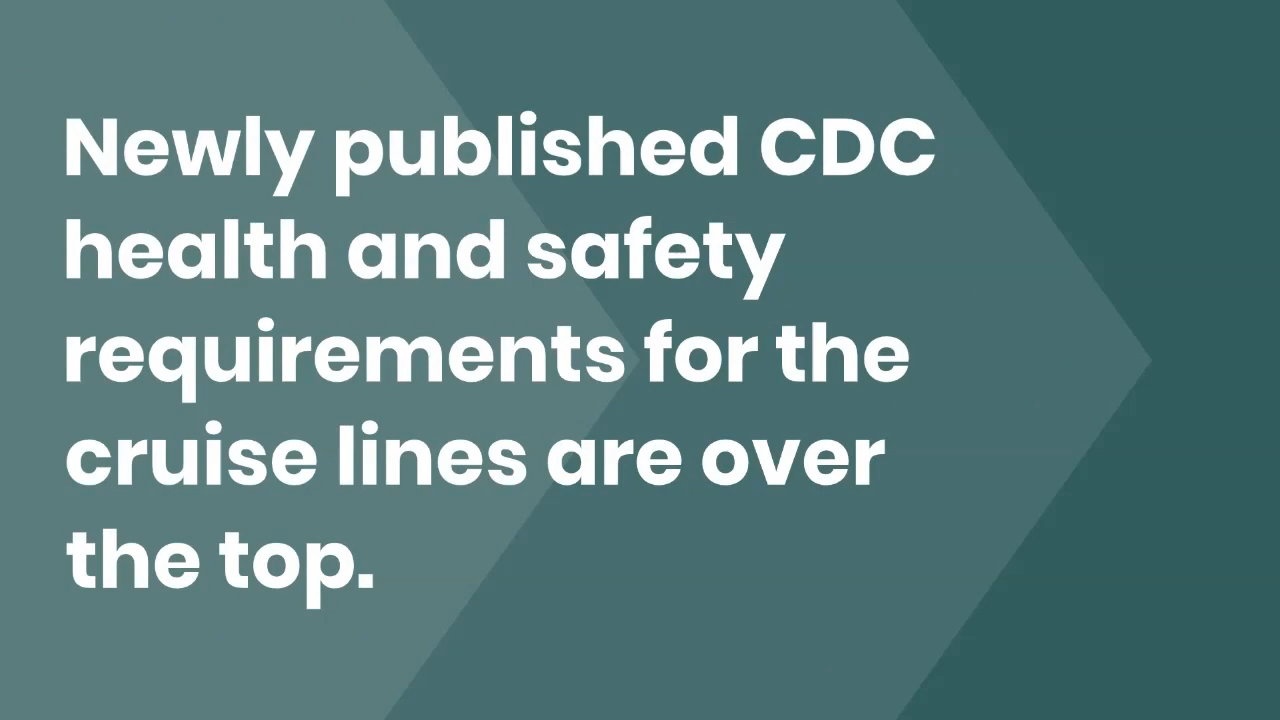 Newly published CDC
health and safety
requirements for the
cruise lines are over
the top.